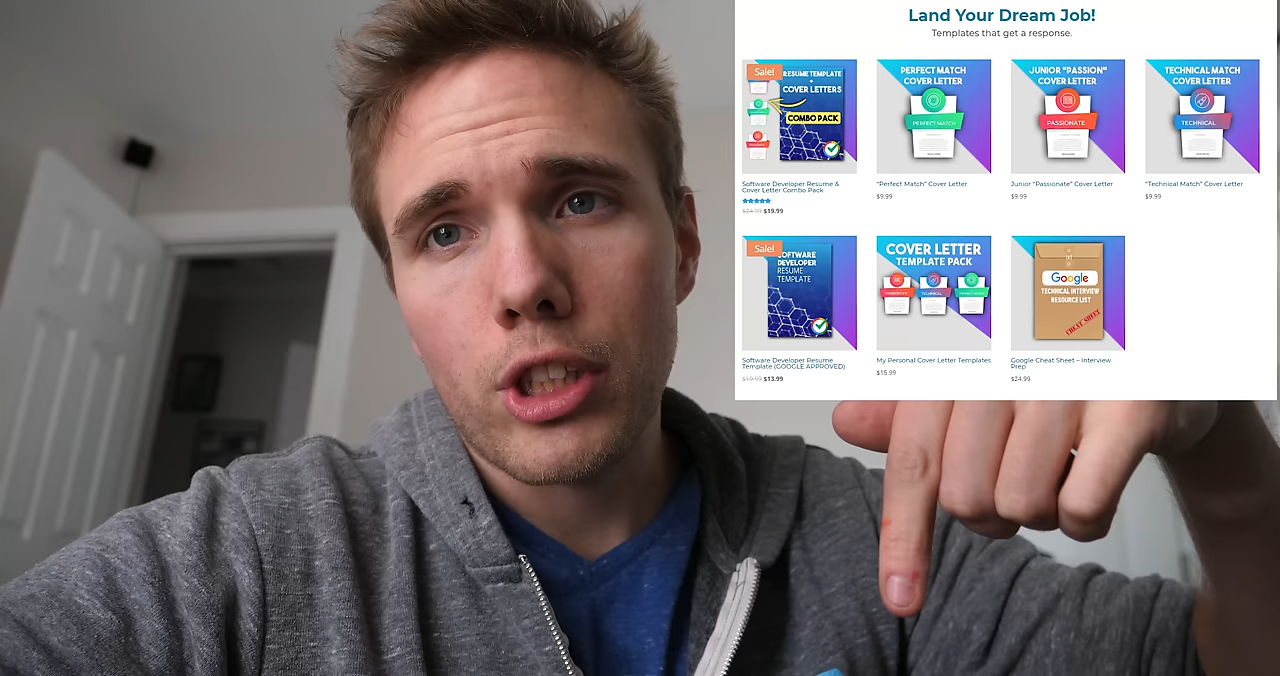 Land Your Dream Job!
Templates that get a response.
Sale!
RESUME TEMPLATE
+
COVER LETTERS
COMBO PACK
PERFECT MATCH
COVER LETTER
PERFECT MATCH
JUNIOR "PASSION"
COVER LETTER
PASSIONATE
TECHNICAL MATCH
COVER LETTER
TECHNICAL
Software Developer Resume &
Cover Letter Combo Pack
$24.99 $19.99
"Perfect Match" Cover Letter
$9.99
Junior "Passionate" Cover Letter
$9.99
"Technical Match" Cover Letter
$9.99
Sale!
SOFTWARE
DEVELOPER
RESUME
TEMPLATE
COVER LETTER
TEMPLATE PACK
PASSIONATE
TECHNICAL
Google
TECHNICAL INTERVIEW
RESOURCE LIST
CHEAT SHEET
Software Developer Resume
Template (GOOGLE APPROVED)
$19.99 $13.99
My Personal Cover Letter Templates
$15.99
Google Cheat Sheet – Interview
Prep
$24.99